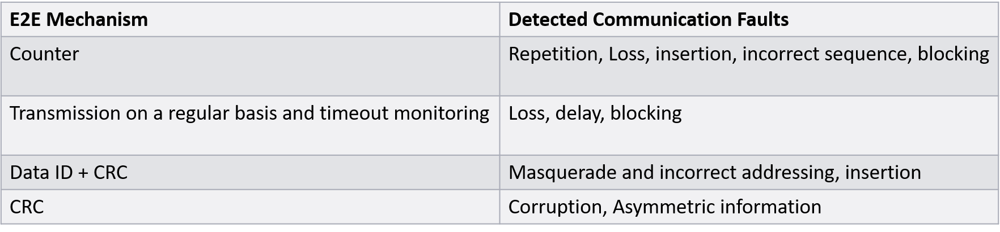 E2E Mechanism
Detected Communication Faults
Counter
Repetition, Loss, insertion, incorrect sequence, blocking
Transmission on a regular basis and timeout monitoring
Loss, delay, blocking
Data ID + CRC
Masquerade and incorrect addressing, insertion
CRC
Corruption, Asymmetric information